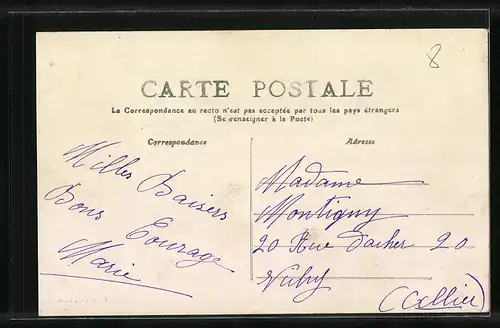 8
CARTE POSTALE
La Correspondance au recto n'est pas acceptée par tous les pays étrangers
(Se renseigner à la Poste)
Correspondance
Adresse
Milles Baisers
Bons Courage
Marie
Madame
Montigny
20 Rue d'acher 20
Vichy
(Allier)